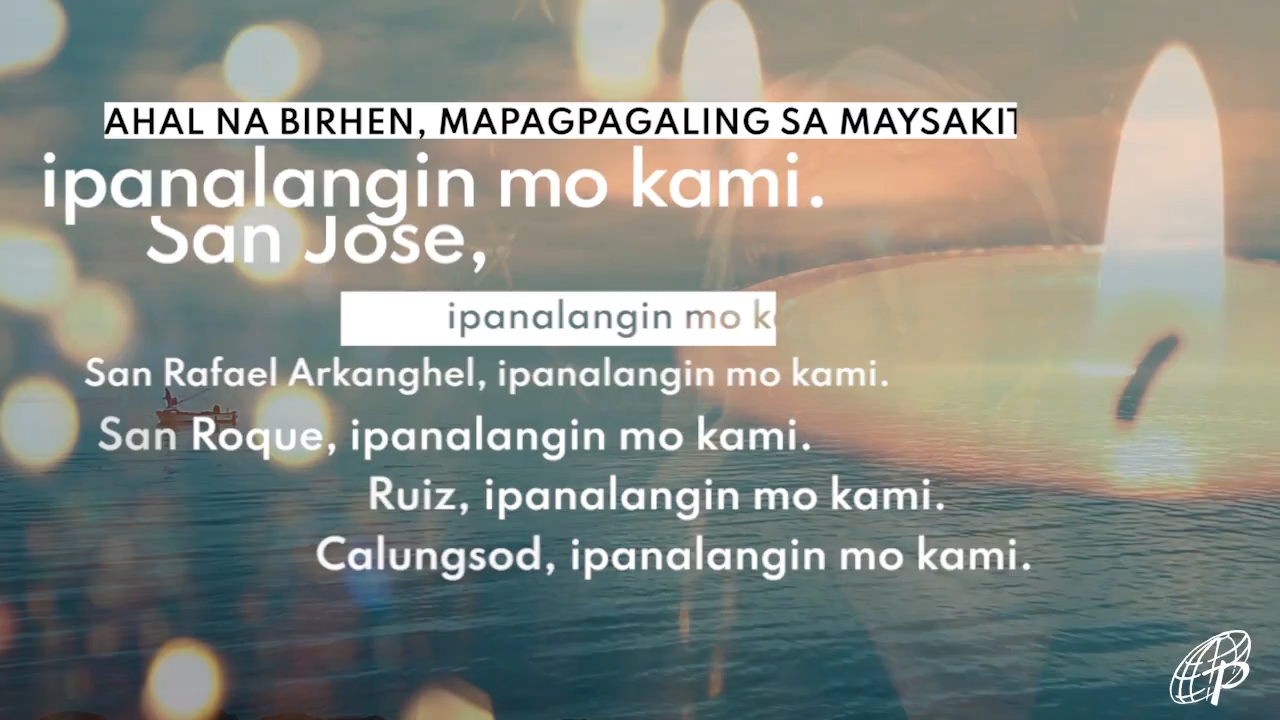 AHAL NA BIRHEN, MAPAGPAGALING SA MAYSAKIT
ipanalangin mo kami.
San Jose,
ipanalangin mo
San Rafael Arkanghel, ipanalangin mo kami.
San Roque, ipanalangin mo kami.
Ruiz, ipanalangin mo kami.
Calungsod, ipanalangin mo kami.